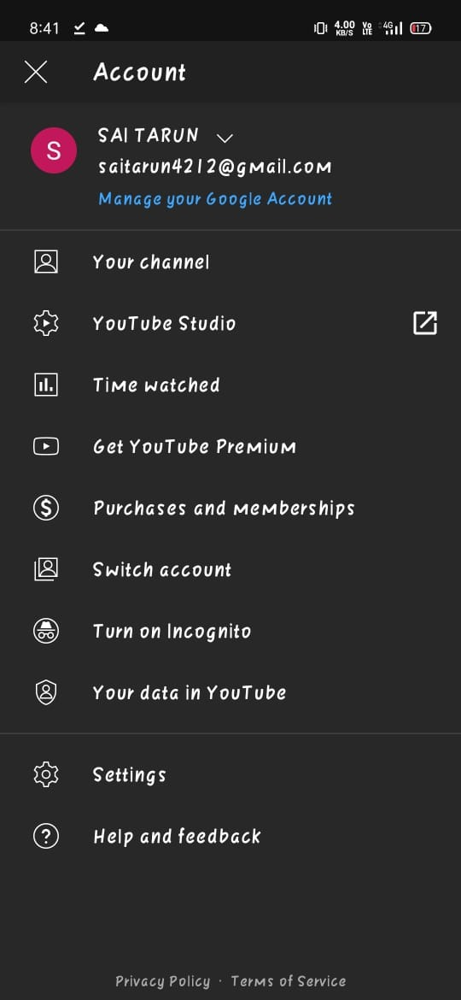 8:41 4.00 KB/S Vo LTE 4G 17
Account
S
SAI TARUN
saitarun4212@gmail.com
Manage your Google Account
Your channel
YouTube Studio
Time watched
Get YouTube Premium
Purchases and memberships
Switch account
Turn on Incognito
Your data in YouTube
Settings
Help and feedback
Privacy Policy · Terms of Service